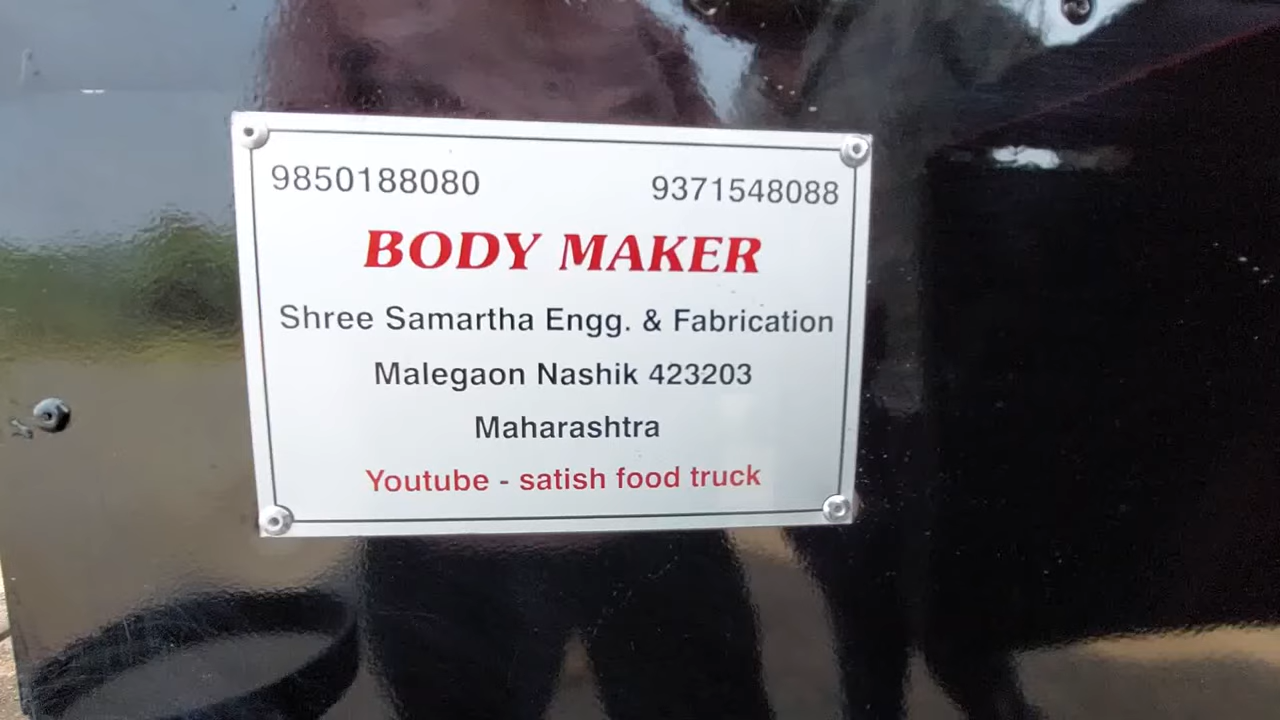 9850188080 9371548088
BODY MAKER
Shree Samartha Engg. & Fabrication
Malegaon Nashik 423203
Maharashtra
Youtube - satish food truck